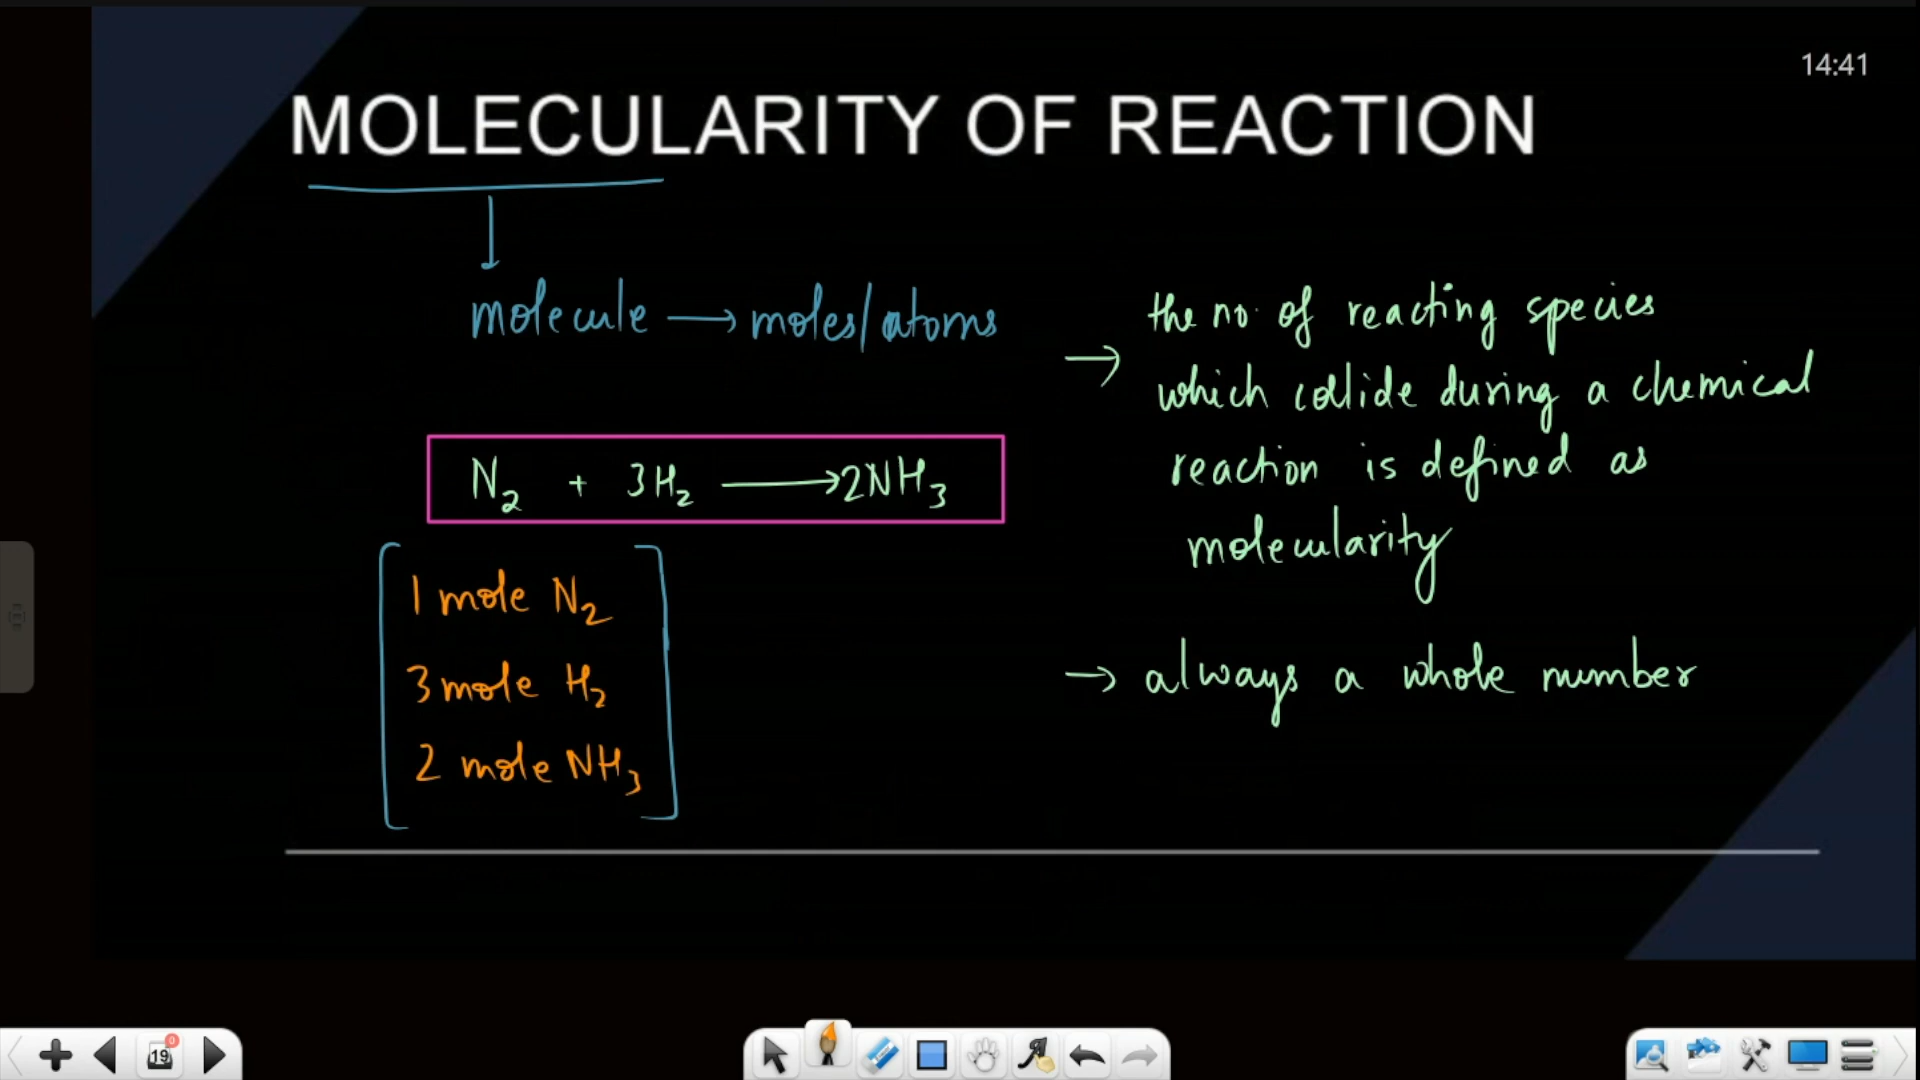 14:41
MOLECULARITY OF REACTION
molecule → moles/atoms
N₂ + 3H₂ → 2NH₃
1 mole N₂
3 mole H₂
2 mole NH₃
→ the no. of reacting species
which collide during a chemical
reaction is defined as
molecularity
→ always a whole number
19
0